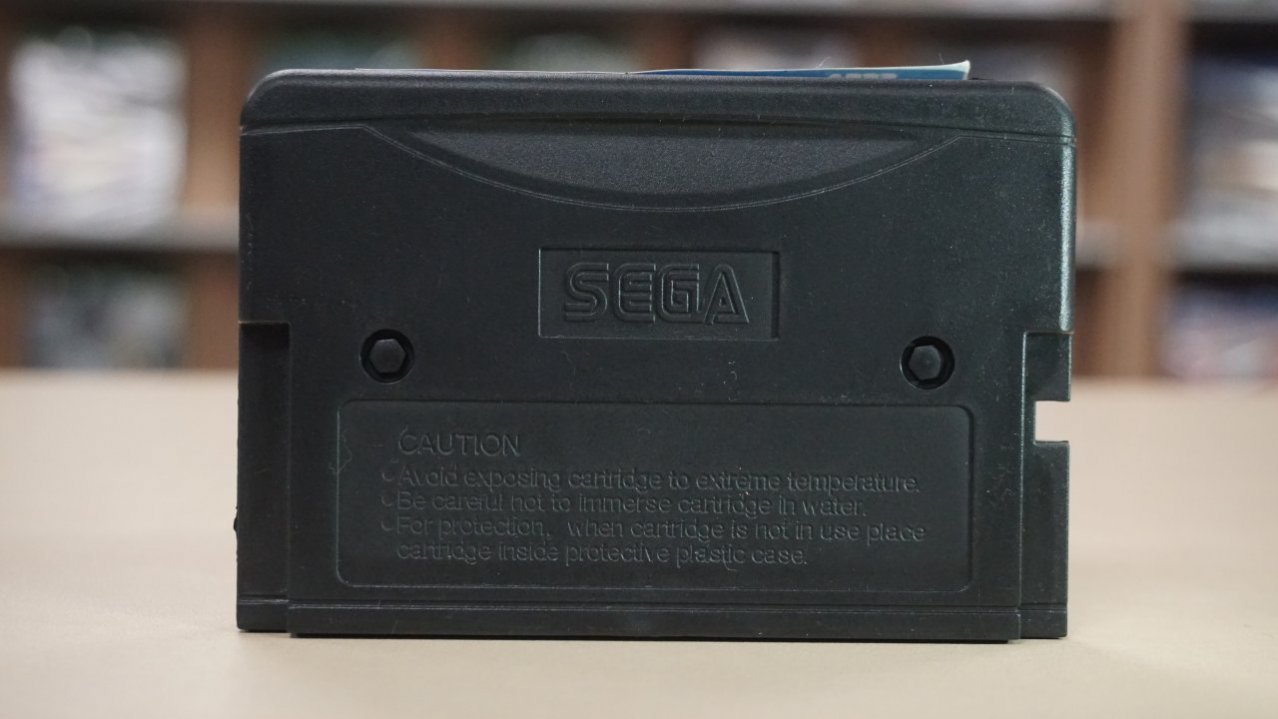 SEGA
CAUTION
Avoid exposing cartridge to extreme temperature.
Be careful not to immerse cartridge in water.
For protection, when cartridge is not in use place
cartridge inside protective plastic case.